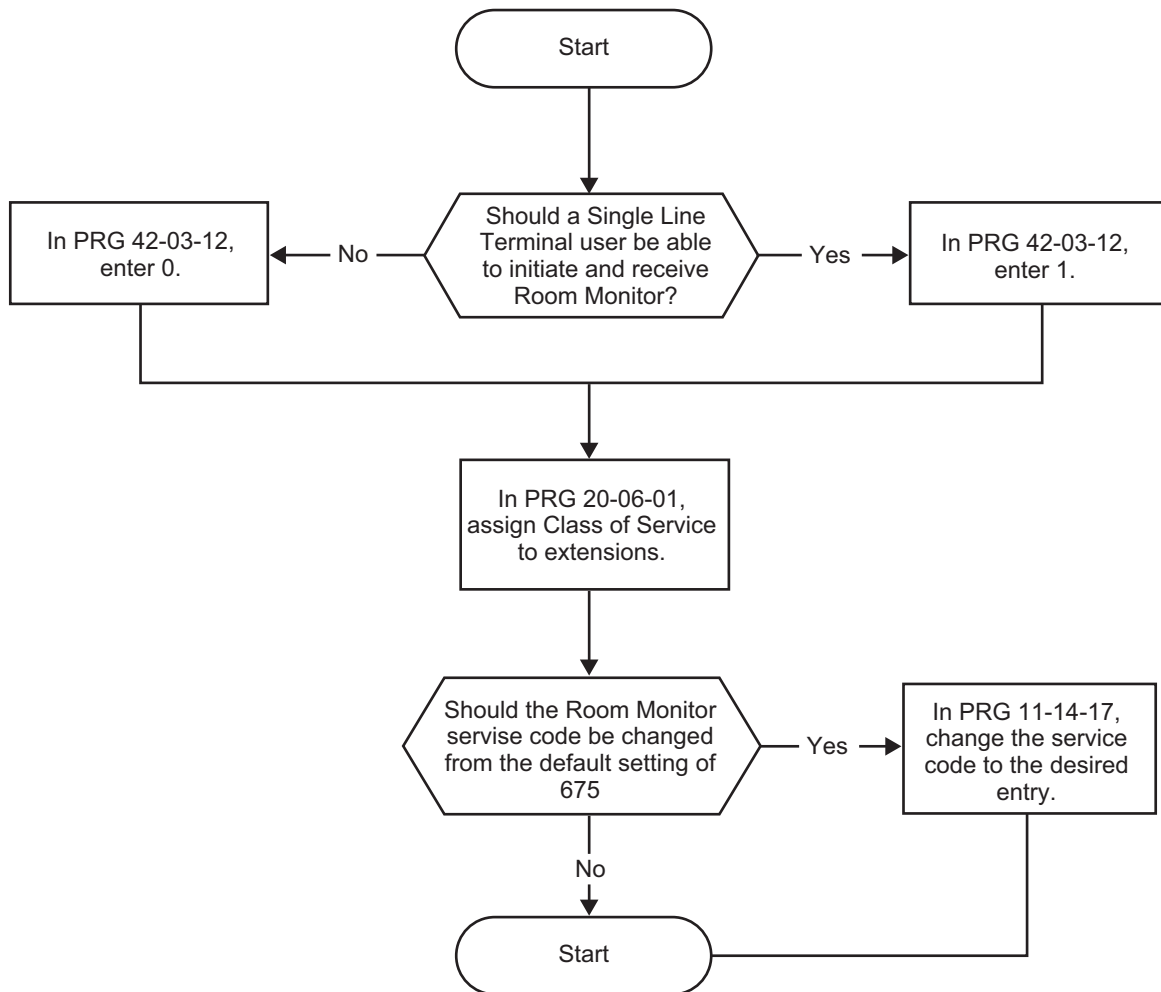 Start
Should a Single Line
Terminal user be able
to initiate and receive
Room Monitor?
No
Yes
In PRG 42-03-12,
enter 0.
In PRG 42-03-12,
enter 1.
In PRG 20-06-01,
assign Class of Service
to extensions.
Should the Room Monitor
servise code be changed
from the default setting of
675
Yes
In PRG 11-14-17,
change the service
code to the desired
entry.
No
Start